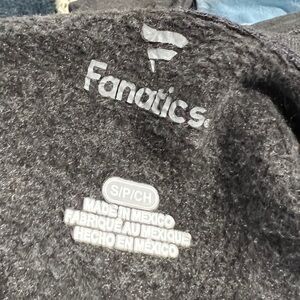 Fanatics.
S/P/CH
MADE IN MEXICO
FABRIQUÉ AU MEXIQUE
HECHO EN MÉXICO